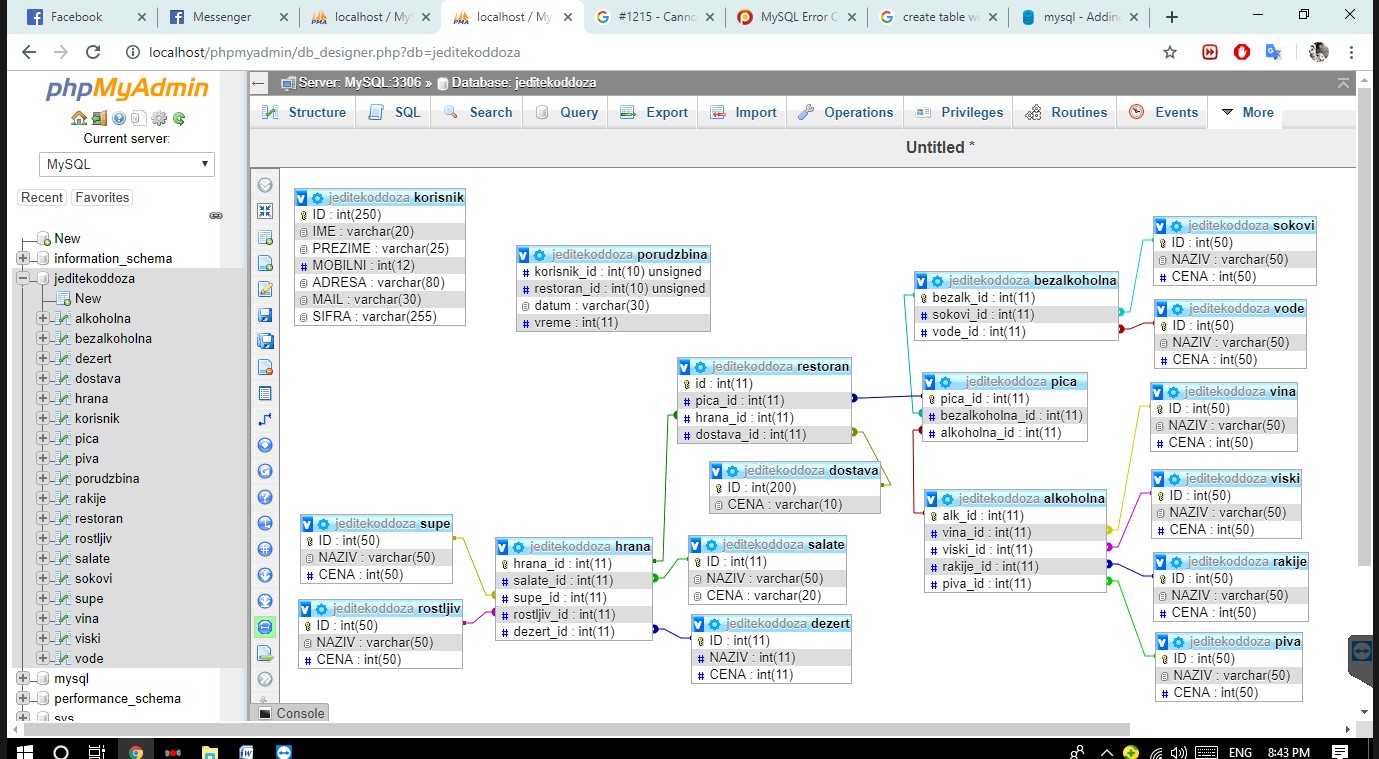 Facebook
Messenger
localhost / My
localhost / My
#1215 - Canno
MySQL Error C
create table wi
mysql - Adding
localhost/phpmyadmin/db_designer.php?db=jeditekoddoza
phpMyAdmin
Current server:
MySQL
Recent
Favorites
New
information_schema
jeditekoddoza
New
alkoholna
bezalkoholna
dezert
dostava
hrana
korisnik
pica
piva
porudzbina
rakije
restoran
rostljiv
salate
sokovi
supe
vina
viski
vode
mysql
performance_schema
sys
Server: MySQL:3306 » Database: jeditekoddoza
Structure
SQL
Search
Query
Export
Import
Operations
Privileges
Routines
Events
More
Untitled *
jeditekoddoza korisnik
ID : int(250)
IME : varchar(20)
PREZIME : varchar(25)
MOBILNI : int(12)
ADRESA : varchar(80)
MAIL : varchar(30)
SIFRA : varchar(255)
jeditekoddoza porudzbina
korisnik_id : int(10) unsigned
restoran_id : int(10) unsigned
datum : varchar(30)
vreme : int(11)
jeditekoddoza sokovi
ID : int(50)
NAZIV : varchar(50)
CENA : int(50)
jeditekoddoza bezalkoholna
bezalk_id : int(11)
sokovi_id : int(11)
vode_id : int(11)
jeditekoddoza vode
ID : int(50)
NAZIV : varchar(50)
CENA : int(50)
jeditekoddoza restoran
id : int(11)
pica_id : int(11)
hrana_id : int(11)
dostava_id : int(11)
jeditekoddoza pica
pica_id : int(11)
bezalkoholna_id : int(11)
alkoholna_id : int(11)
jeditekoddoza vina
ID : int(50)
NAZIV : varchar(50)
CENA : int(50)
jeditekoddoza dostava
ID : int(200)
CENA : varchar(10)
jeditekoddoza viski
ID : int(50)
NAZIV : varchar(50)
CENA : int(50)
jeditekoddoza alkoholna
alk_id : int(11)
vina_id : int(11)
viski_id : int(11)
rakije_id : int(11)
piva_id : int(11)
jeditekoddoza supe
ID : int(50)
NAZIV : varchar(50)
CENA : int(50)
jeditekoddoza hrana
hrana_id : int(11)
salate_id : int(11)
supe_id : int(11)
rostljiv_id : int(11)
dezert_id : int(11)
jeditekoddoza salate
ID : int(11)
NAZIV : varchar(50)
CENA : varchar(20)
jeditekoddoza rakije
ID : int(50)
NAZIV : varchar(50)
CENA : int(50)
jeditekoddoza rostljiv
ID : int(50)
NAZIV : varchar(50)
CENA : int(50)
jeditekoddoza dezert
ID : int(11)
NAZIV : int(11)
CENA : int(11)
jeditekoddoza piva
ID : int(50)
NAZIV : varchar(50)
CENA : int(50)
Console
ENG
8:43 PM